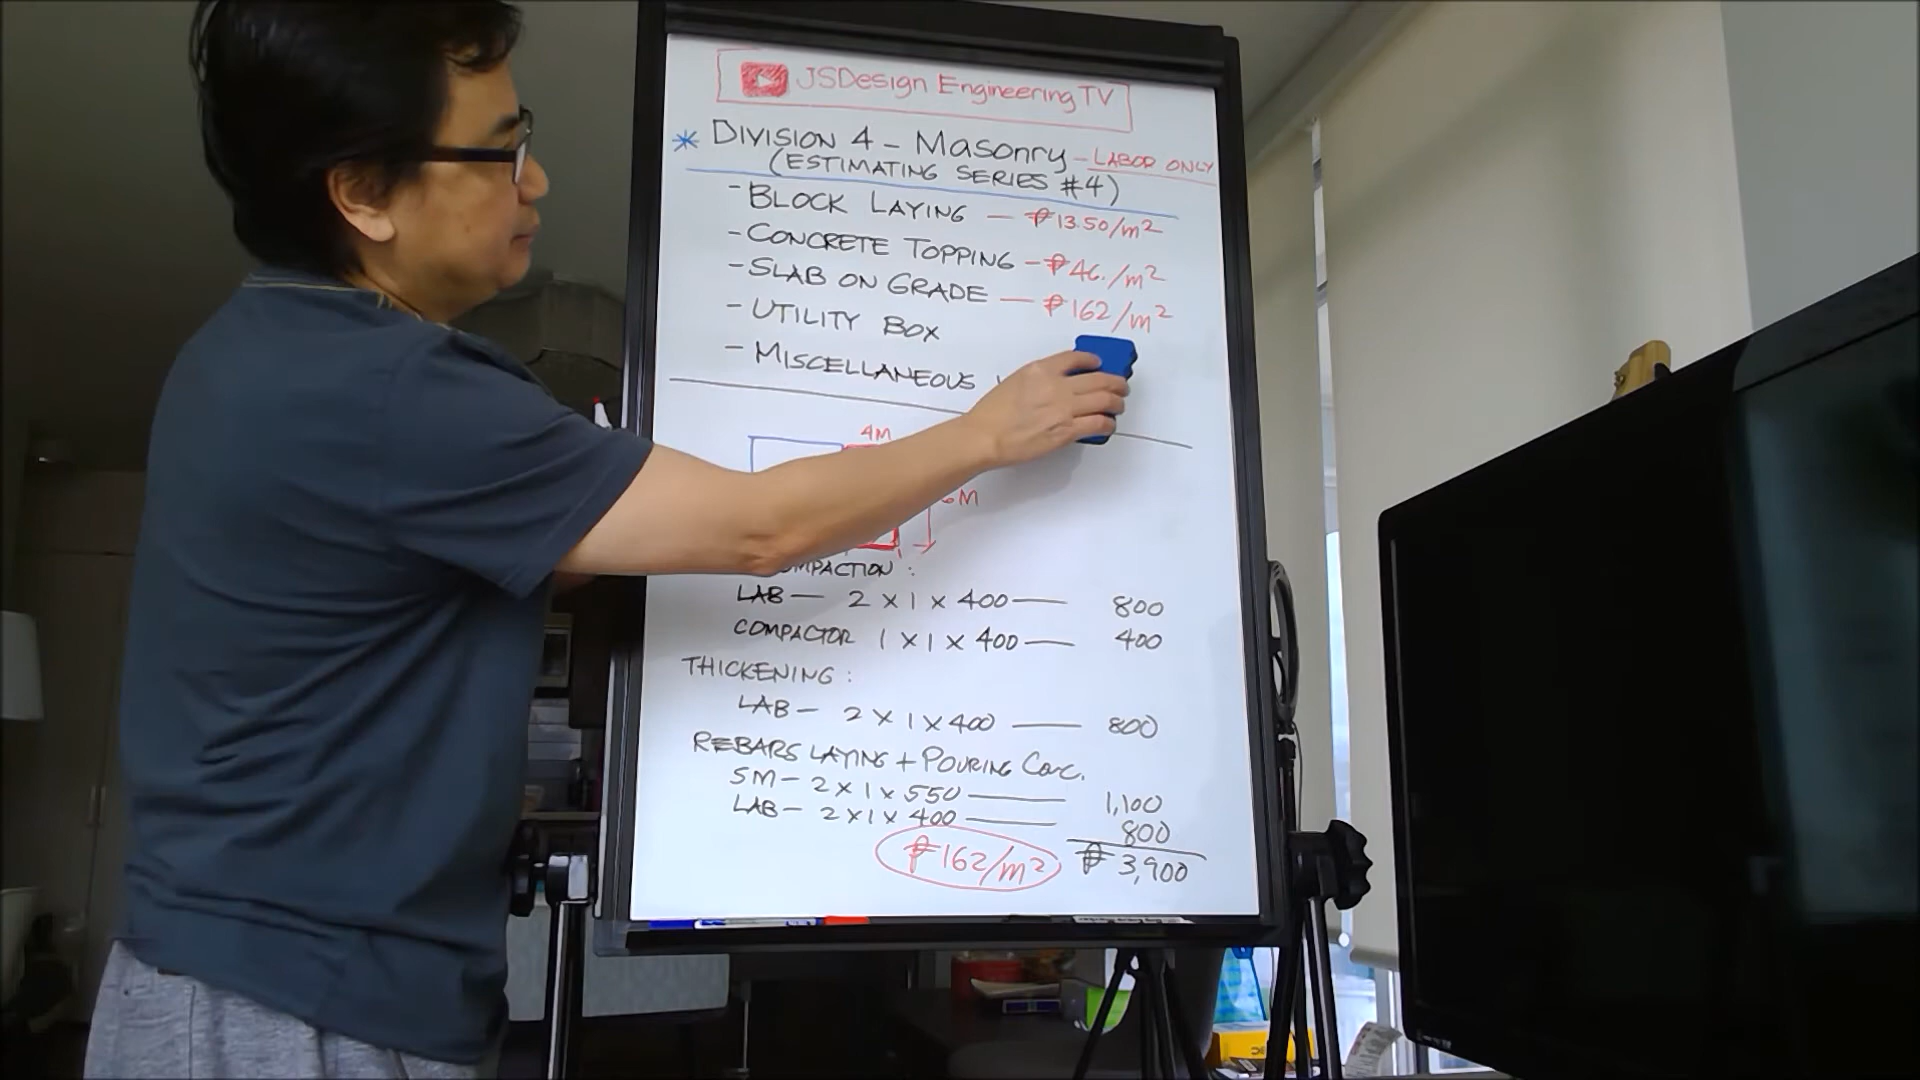 JSDesign Engineering TV
* DIVISION 4 - MASONRY - LABOR ONLY
(ESTIMATING SERIES #4)
- BLOCK LAYING — ₱13.50/m²
- CONCRETE TOPPING - ₱46./m²
- SLAB ON GRADE — ₱162/m²
- UTILITY BOX
- MISCELLANEOUS
4M
6M
LAB — 2 x 1 x 400 — 800
COMPACTOR 1 x 1 x 400 — 400
THICKENING :
LAB - 2 x 1 x 400 — 800
REBARS LAYING + POURING CONC.
SM - 2 x 1 x 550 — 1,100
LAB - 2 x 1 x 400 — 800
₱162/m² ₱ 3,900